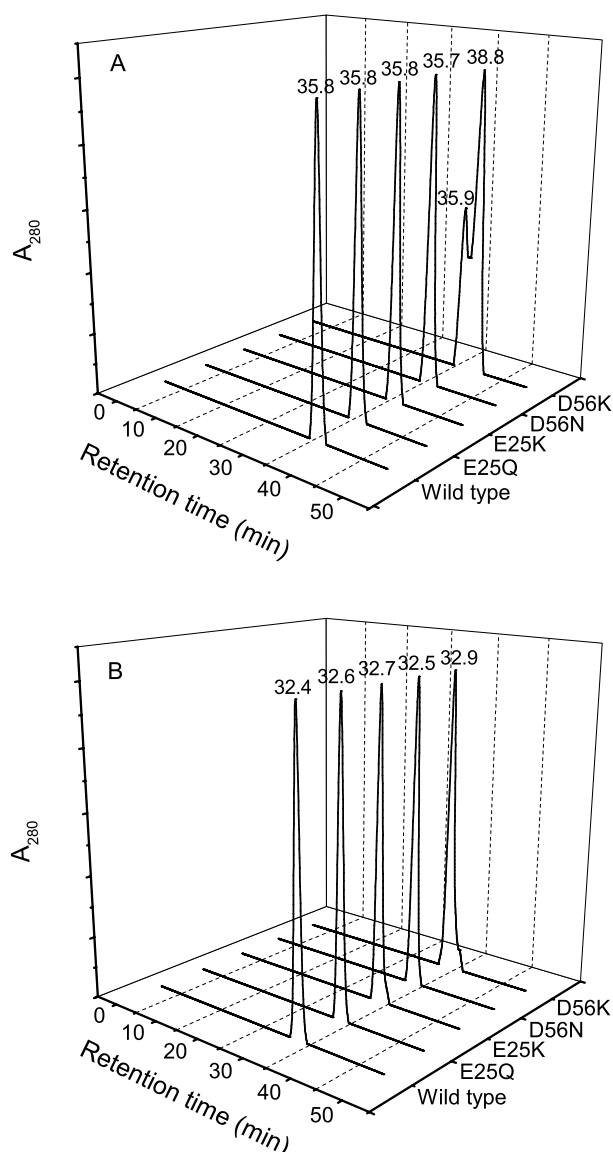 A
35.8
35.8
35.8
35.7
38.8
35.9
A280
0
10
20
30
40
50
Retention time (min)
Wild type
E25Q
E25K
D56N
D56K
B
32.4
32.6
32.7
32.5
32.9
A280
0
10
20
30
40
50
Retention time (min)
Wild type
E25Q
E25K
D56N
D56K